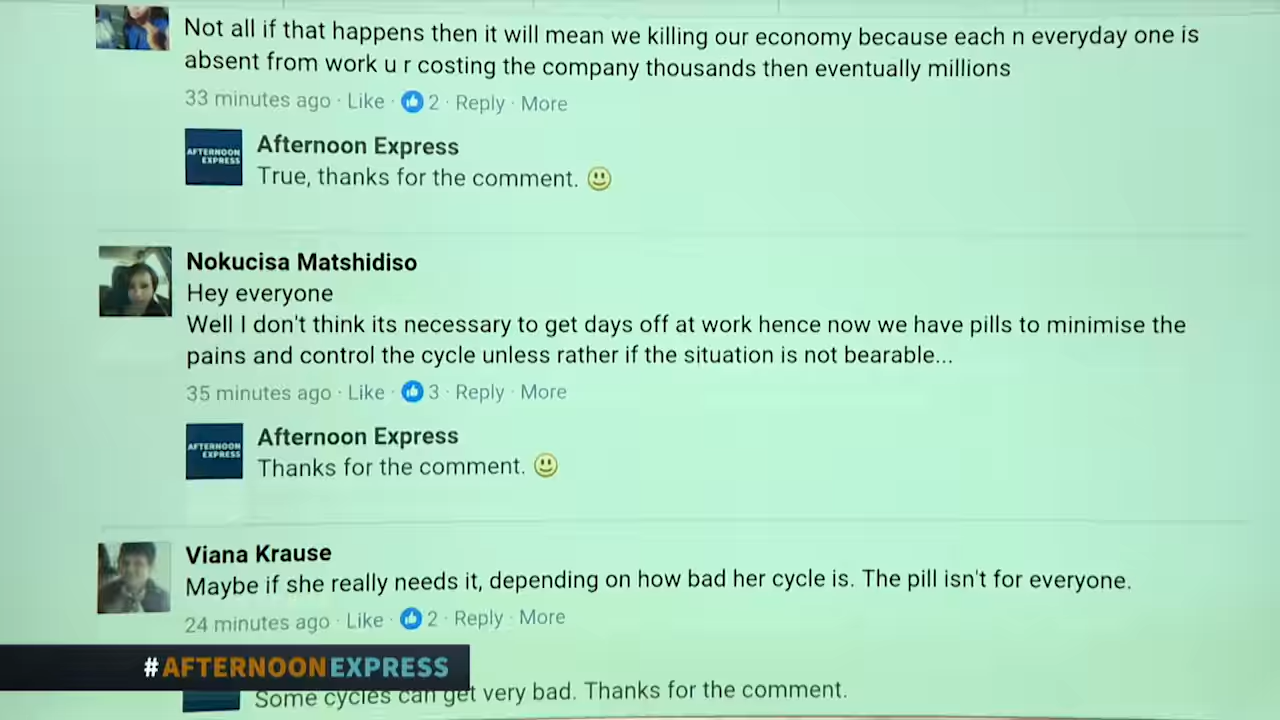 Not all if that happens then it will mean we killing our economy because each n everyday one is
absent from work u r costing the company thousands then eventually millions
33 minutes ago · Like · 2 · Reply · More
AFTERNOON
EXPRESS
Afternoon Express
True, thanks for the comment.
Nokucisa Matshidiso
Hey everyone
Well I don't think its necessary to get days off at work hence now we have pills to minimise the
pains and control the cycle unless rather if the situation is not bearable...
35 minutes ago · Like · 3 · Reply · More
AFTERNOON
EXPRESS
Afternoon Express
Thanks for the comment.
Viana Krause
Maybe if she really needs it, depending on how bad her cycle is. The pill isn't for everyone.
24 minutes ago · Like · 2 · Reply · More
#AFTERNOONEXPRESS
Some cycles can get very bad. Thanks for the comment.